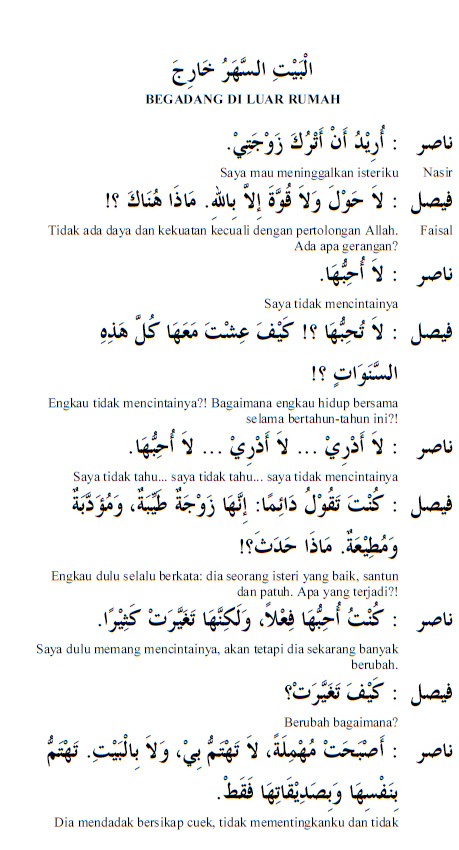 الْبَيْتِ السَّهَرُ خَارِجَ
BEGADANG DI LUAR RUMAH
ناصر : أُرِيْدُ أَنْ أَتْرُكَ زَوْجَتِيْ.
Saya mau meninggalkan isteriku Nasir
فيصل : لاَ حَوْلَ وَلاَ قُوَّةَ إِلاَّ بِاللهِ. مَاذَا هُنَاكَ ؟!
Tidak ada daya dan kekuatan kecuali dengan pertolongan Allah. Faisal
Ada apa gerangan?
ناصر : لاَ أُحِبُّهَا.
Saya tidak mencintainya
فيصل : لاَ تُحِبُّهَا ؟! كَيْفَ عِشْتَ مَعَهَا كُلَّ هَذِهِ
السَّنَوَاتِ ؟!
Engkau tidak mencintainya?! Bagaimana engkau hidup bersama
selama bertahun-tahun ini?!
ناصر : لاَ أَدْرِيْ ... لاَ أَدْرِيْ ... لاَ أُحِبُّهَا.
Saya tidak tahu... saya tidak tahu... saya tidak mencintainya
فيصل : كُنْتَ تَقُوْلُ دَائِمًا: إِنَّهَا زَوْجَةٌ طَيِّبَةٌ، وَمُؤَدَّبَةٌ
وَمُطِيْعَةٌ. مَاذَا حَدَثَ؟!
Engkau dulu selalu berkata: dia seorang isteri yang baik, santun
dan patuh. Apa yang terjadi?!
ناصر : كُنْتُ أُحِبُّهَا فِعْلاً، وَلَكِنَّهَا تَغَيَّرَتْ كَثِيْرًا.
Saya dulu memang mencintainya, akan tetapi dia sekarang banyak
berubah.
فيصل : كَيْفَ تَغَيَّرَتْ؟
Berubah bagaimana?
ناصر : أَصْبَحَتْ مُهْمِلَةً، لاَ تَهْتَمُّ بِيْ، وَلاَ بِالْبَيْتِ. تَهْتَمُّ
بِنَفْسِهَا وَبِصَدِيْقَاتِهَا فَقَطْ.
Dia mendadak bersikap cuek, tidak mementingkanku dan tidak